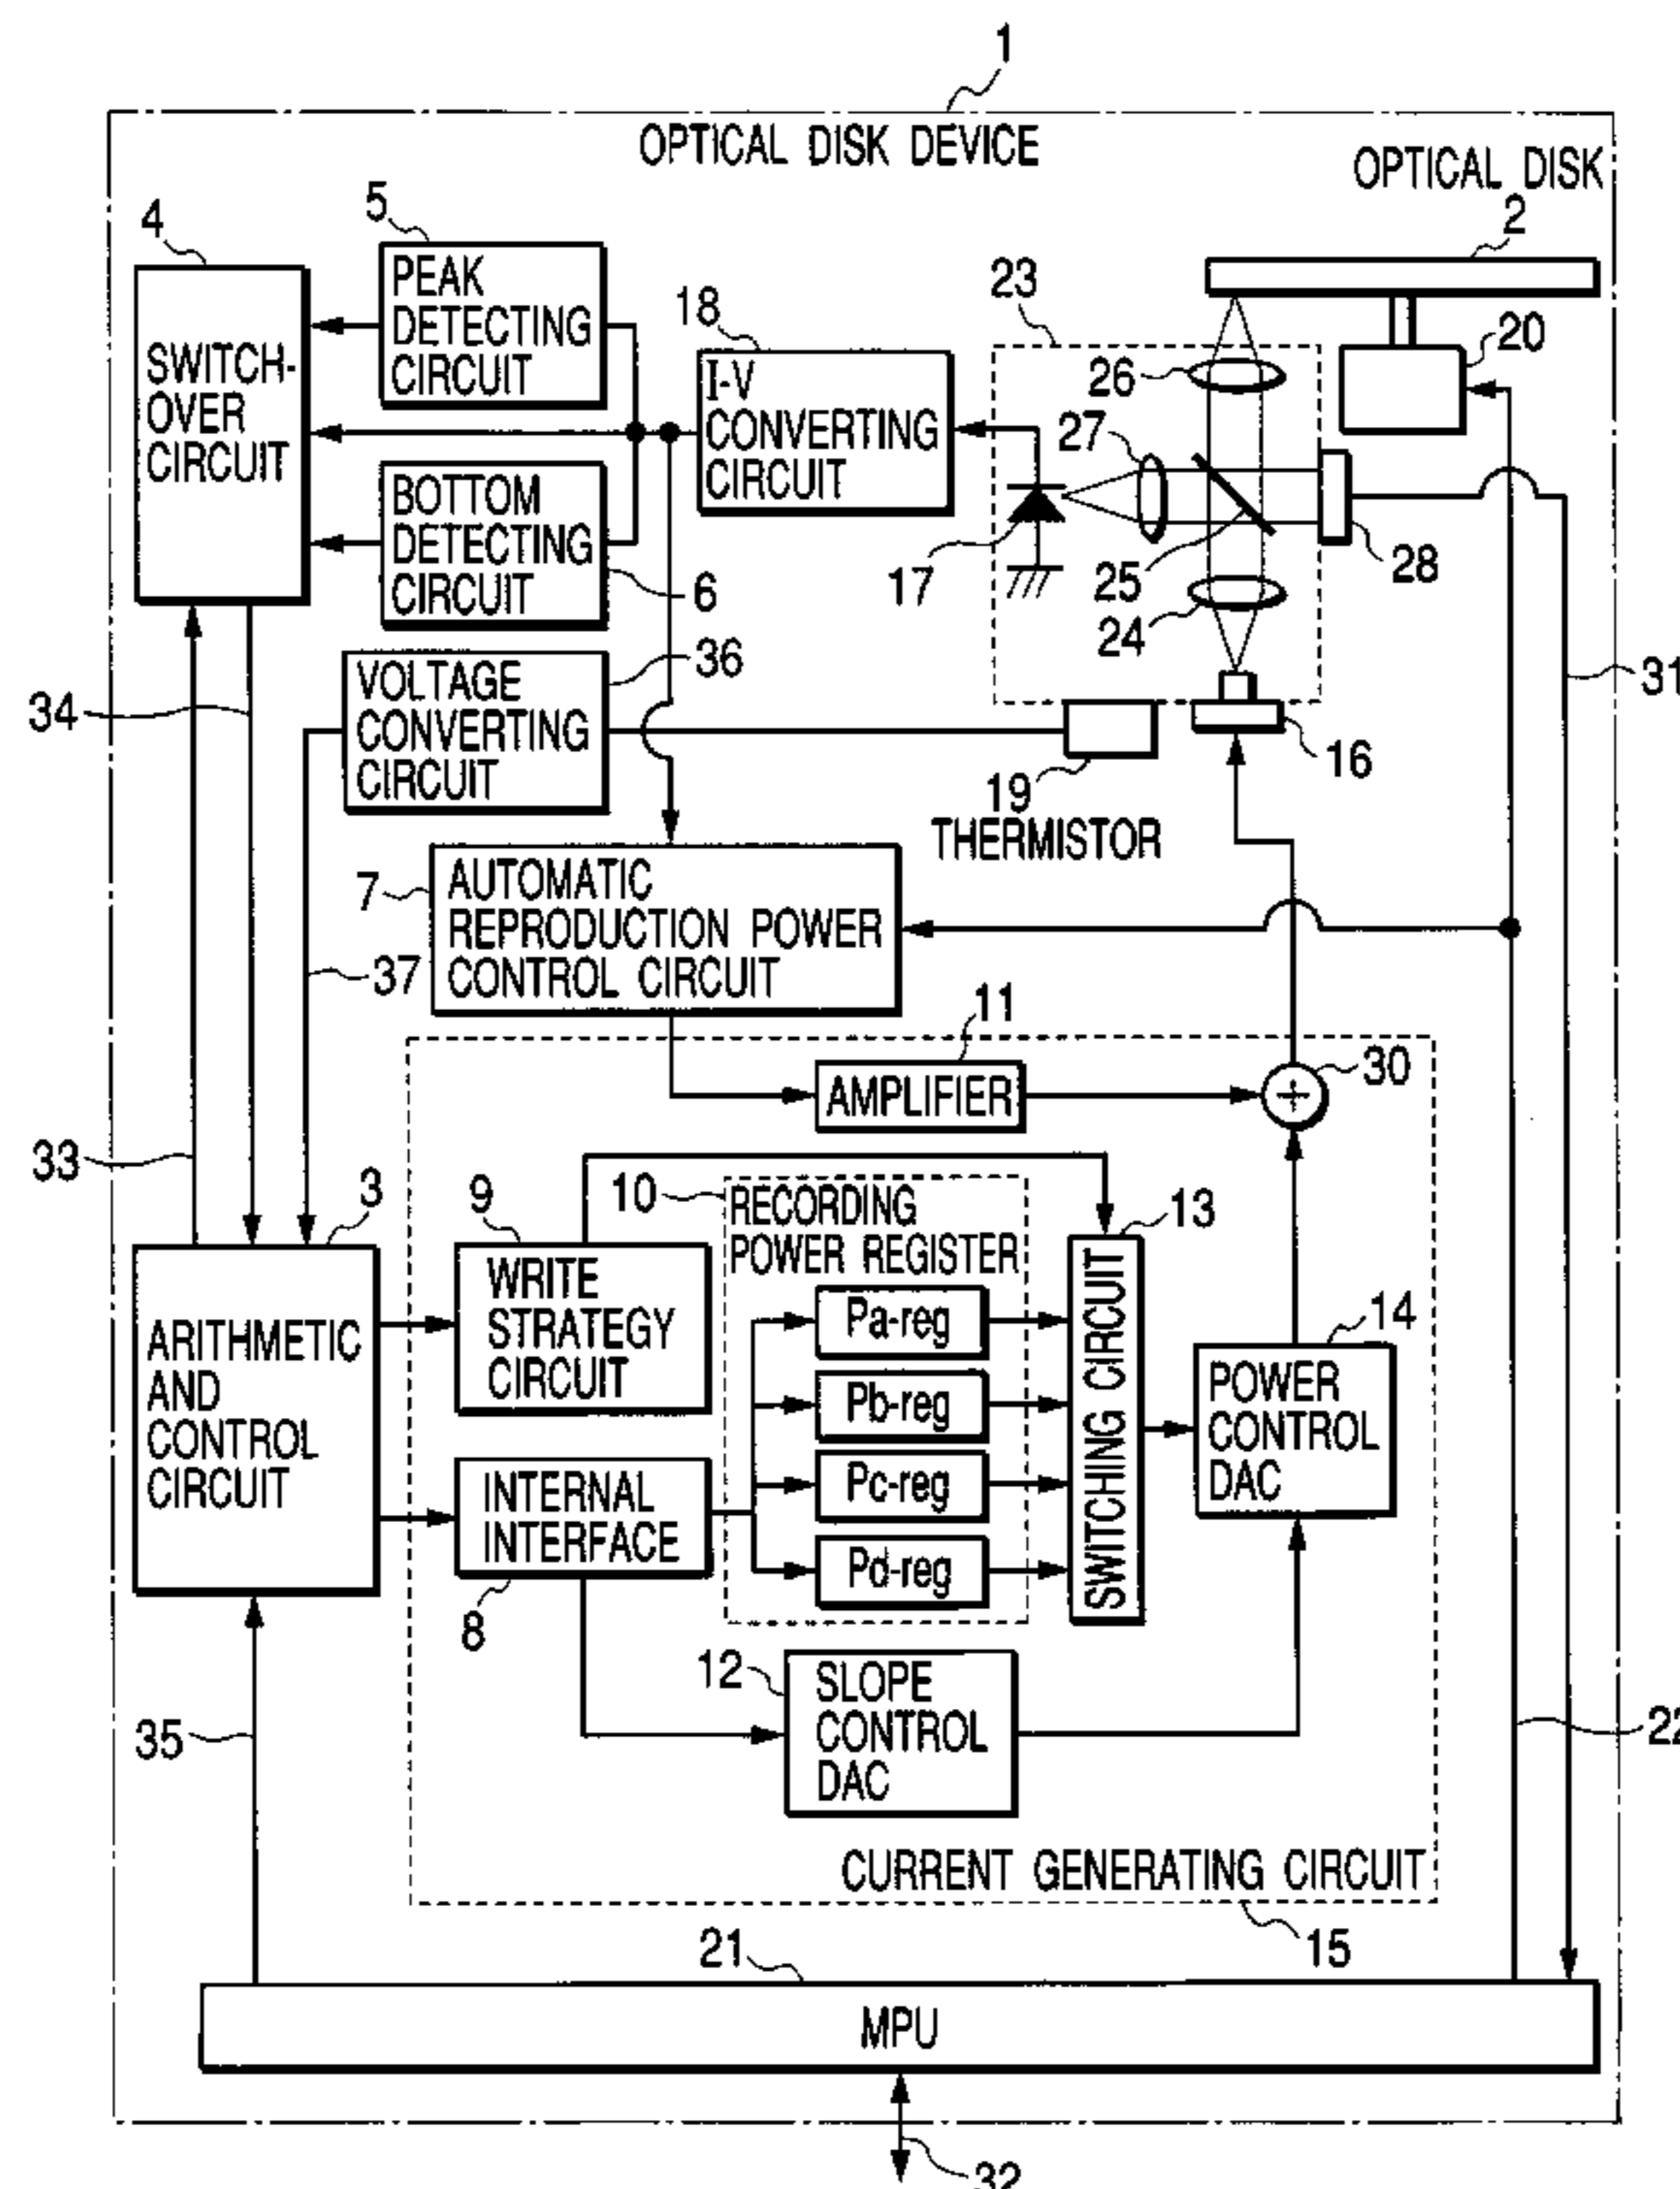 1
OPTICAL DISK DEVICE
OPTICAL DISK
2
4
5
SWITCH-
OVER
CIRCUIT
PEAK
DETECTING
CIRCUIT
18
I-V
CONVERTING
CIRCUIT
23
26
20
27
BOTTOM
DETECTING
CIRCUIT
6
17
25
28
24
31
34
VOLTAGE
CONVERTING
CIRCUIT
36
19
THERMISTOR
16
7
AUTOMATIC
REPRODUCTION POWER
CONTROL CIRCUIT
37
11
AMPLIFIER
30
33
3
ARITHMETIC
AND
CONTROL
CIRCUIT
9
WRITE
STRATEGY
CIRCUIT
10
RECORDING
POWER REGISTER
Pa-reg
Pb-reg
Pc-reg
Pd-reg
13
SWITCHING CIRCUIT
14
POWER
CONTROL
DAC
INTERNAL
INTERFACE
8
12
SLOPE
CONTROL
DAC
35
22
CURRENT GENERATING CIRCUIT
15
21
MPU
32